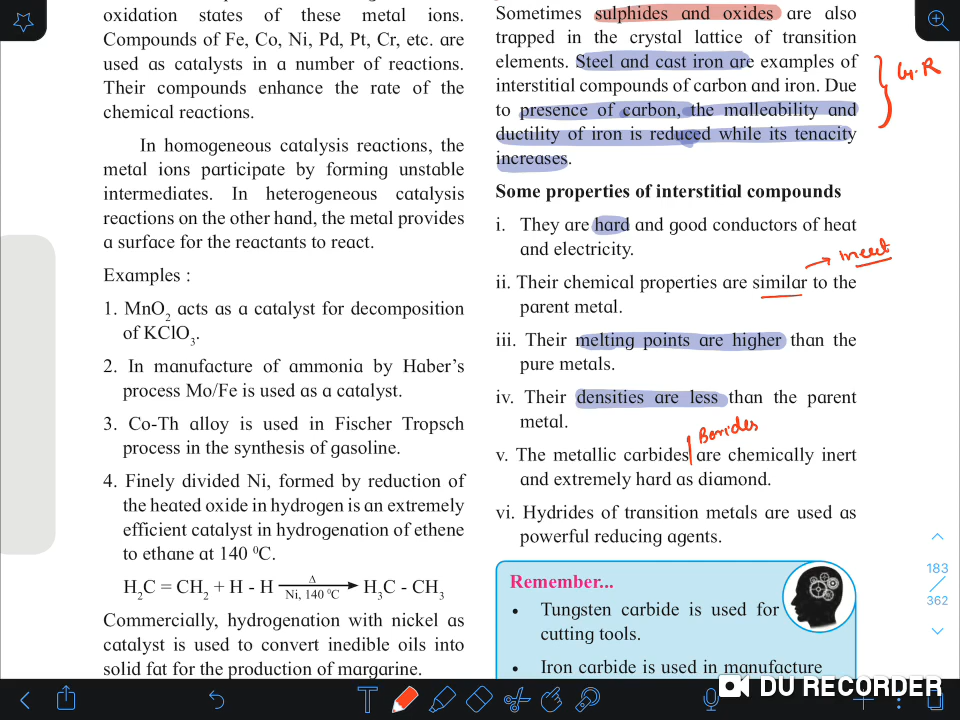 oxidation states of these metal ions.
Compounds of Fe, Co, Ni, Pd, Pt, Cr, etc. are
used as catalysts in a number of reactions.
Their compounds enhance the rate of the
chemical reactions.
In homogeneous catalysis reactions, the
metal ions participate by forming unstable
intermediates. In heterogeneous catalysis
reactions on the other hand, the metal provides
a surface for the reactants to react.
Examples :
1. MnO₂ acts as a catalyst for decomposition
of KClO₃.
2. In manufacture of ammonia by Haber's
process Mo/Fe is used as a catalyst.
3. Co-Th alloy is used in Fischer Tropsch
process in the synthesis of gasoline.
4. Finely divided Ni, formed by reduction of
the heated oxide in hydrogen is an extremely
efficient catalyst in hydrogenation of ethene
to ethane at 140 ⁰C.
H₂C = CH₂ + H - H Δ Ni, 140 ⁰C H₃C - CH₃
Commercially, hydrogenation with nickel as
catalyst is used to convert inedible oils into
solid fat for the production of margarine.
Sometimes sulphides and oxides are also
trapped in the crystal lattice of transition
elements. Steel and cast iron are examples of
interstitial compounds of carbon and iron. Due
to presence of carbon, the malleability and
ductility of iron is reduced while its tenacity
increases.
G.R
Some properties of interstitial compounds
i. They are hard and good conductors of heat
and electricity.
inert
ii. Their chemical properties are similar to the
parent metal.
iii. Their melting points are higher than the
pure metals.
iv. Their densities are less than the parent
metal.
Borides
v. The metallic carbides are chemically inert
and extremely hard as diamond.
vi. Hydrides of transition metals are used as
powerful reducing agents.
Remember...
• Tungsten carbide is used for
cutting tools.
• Iron carbide is used in manufacture
183
362
T
DU RECORDER